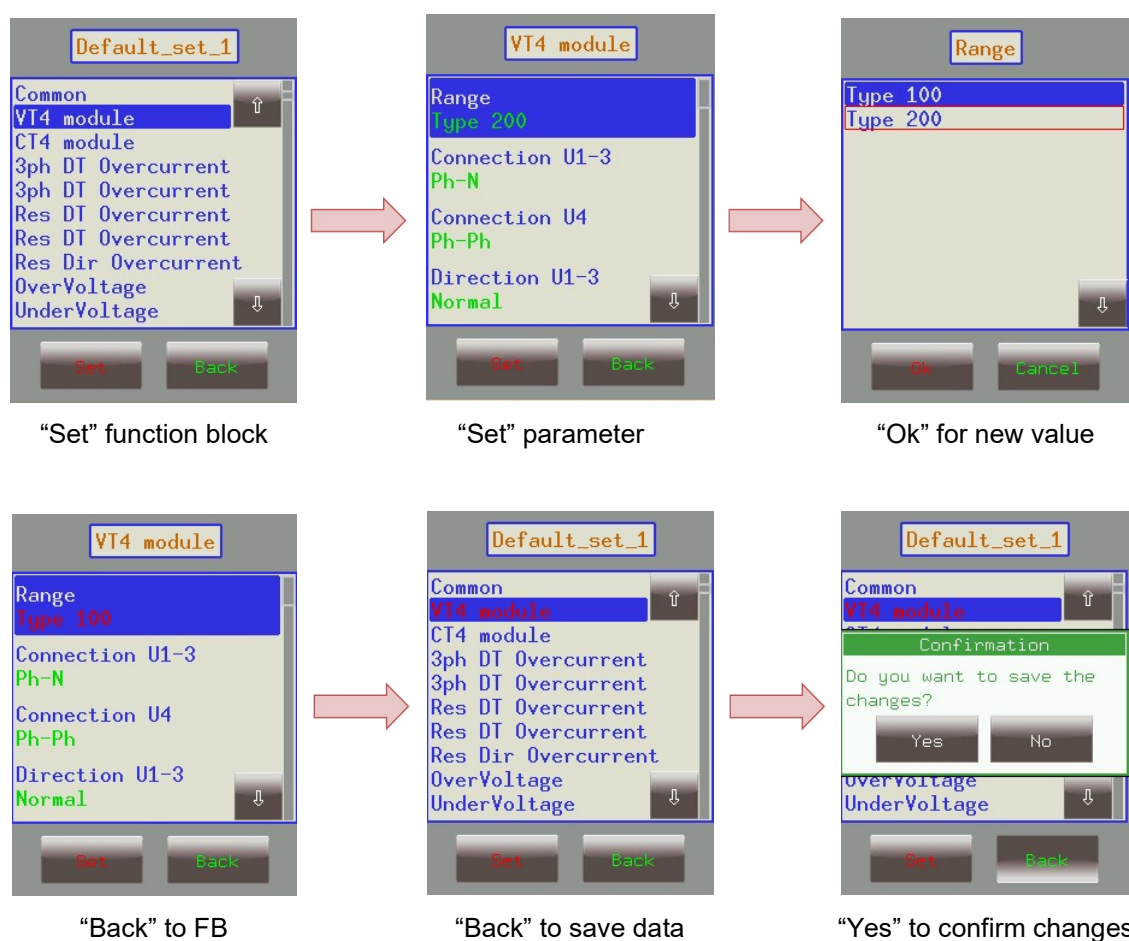 Default_set_1
Common
VT4 module
CT4 module
3ph DT Overcurrent
3ph DT Overcurrent
Res DT Overcurrent
Res DT Overcurrent
Res Dir Overcurrent
OverVoltage
UnderVoltage
Set
Back
“Set” function block
VT4 module
Range
Type 200
Connection U1-3
Ph-N
Connection U4
Ph-Ph
Direction U1-3
Normal
Set
Back
“Set” parameter
Range
Type 100
Type 200
Ok
Cancel
“Ok” for new value
VT4 module
Range
Type 100
Connection U1-3
Ph-N
Connection U4
Ph-Ph
Direction U1-3
Normal
Set
Back
“Back” to FB
Default_set_1
Common
VT4 module
CT4 module
3ph DT Overcurrent
3ph DT Overcurrent
Res DT Overcurrent
Res DT Overcurrent
Res Dir Overcurrent
OverVoltage
UnderVoltage
Set
Back
“Back” to save data
Default_set_1
Common
VT4 module
Confirmation
Do you want to save the
changes?
Yes
No
OverVoltage
UnderVoltage
Set
Back
“Yes” to confirm changes